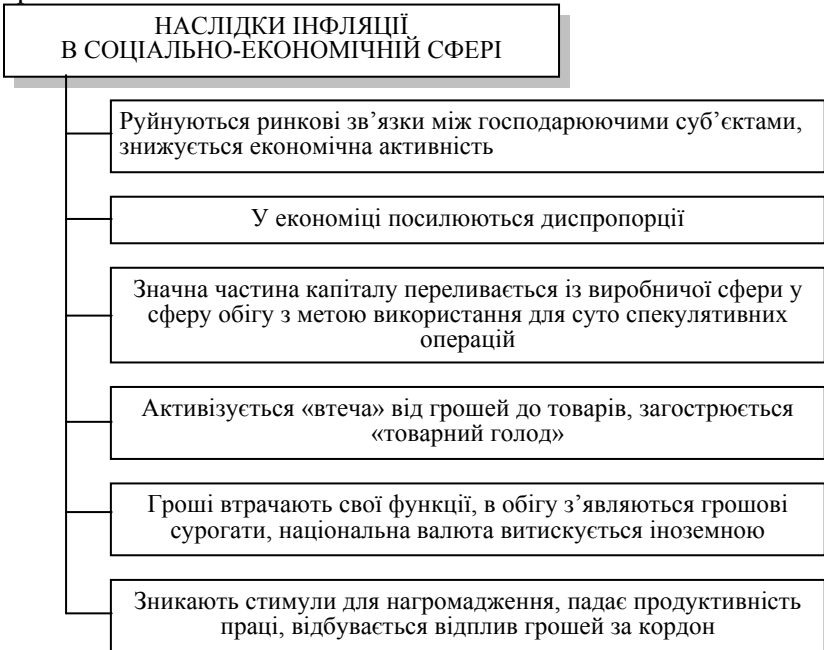 НАСЛІДКИ ІНФЛЯЦІЇ
В СОЦІАЛЬНО-ЕКОНОМІЧНІЙ СФЕРІ
Руйнуються ринкові зв’язки між господарюючими суб’єктами,
знижується економічна активність
У економіці посилюються диспропорції
Значна частина капіталу переливається із виробничої сфери у
сферу обігу з метою використання для суто спекулятивних
операцій
Активізується «втеча» від грошей до товарів, загострюється
«товарний голод»
Гроші втрачають свої функції, в обігу з’являються грошові
сурогати, національна валюта витискується іноземною
Зникають стимули для нагромадження, падає продуктивність
праці, відбувається відплив грошей за кордон